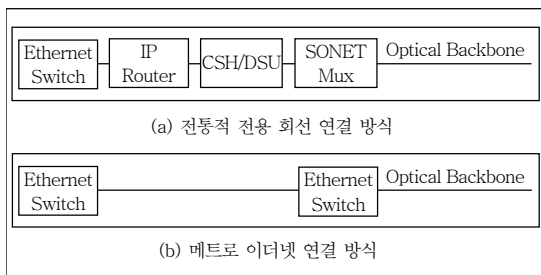 Ethernet Switch
IP Router
CSH/DSU
SONET Mux
Optical Backbone
(a) 전통적 전용 회선 연결 방식
Ethernet Switch
Ethernet Switch
Optical Backbone
(b) 메트로 이더넷 연결 방식